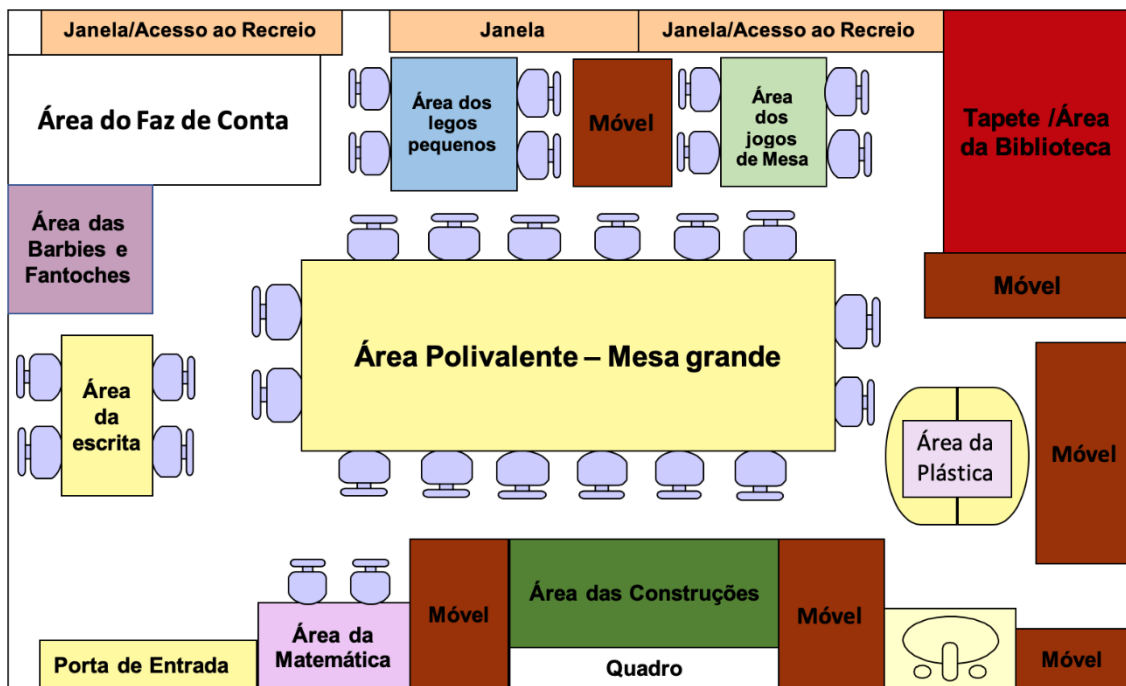 Janela/Acesso ao Recreio
Janela
Janela/Acesso ao Recreio
Área do Faz de Conta
Área dos
legos
pequenos
Móvel
Área
dos
jogos
de Mesa
Tapete /Área
da Biblioteca
Área das
Barbies e
Fantoches
Móvel
Área Polivalente – Mesa grande
Área
da
escrita
Área da
Plástica
Móvel
Área da
Matemática
Móvel
Área das Construções
Móvel
Porta de Entrada
Quadro
Móvel